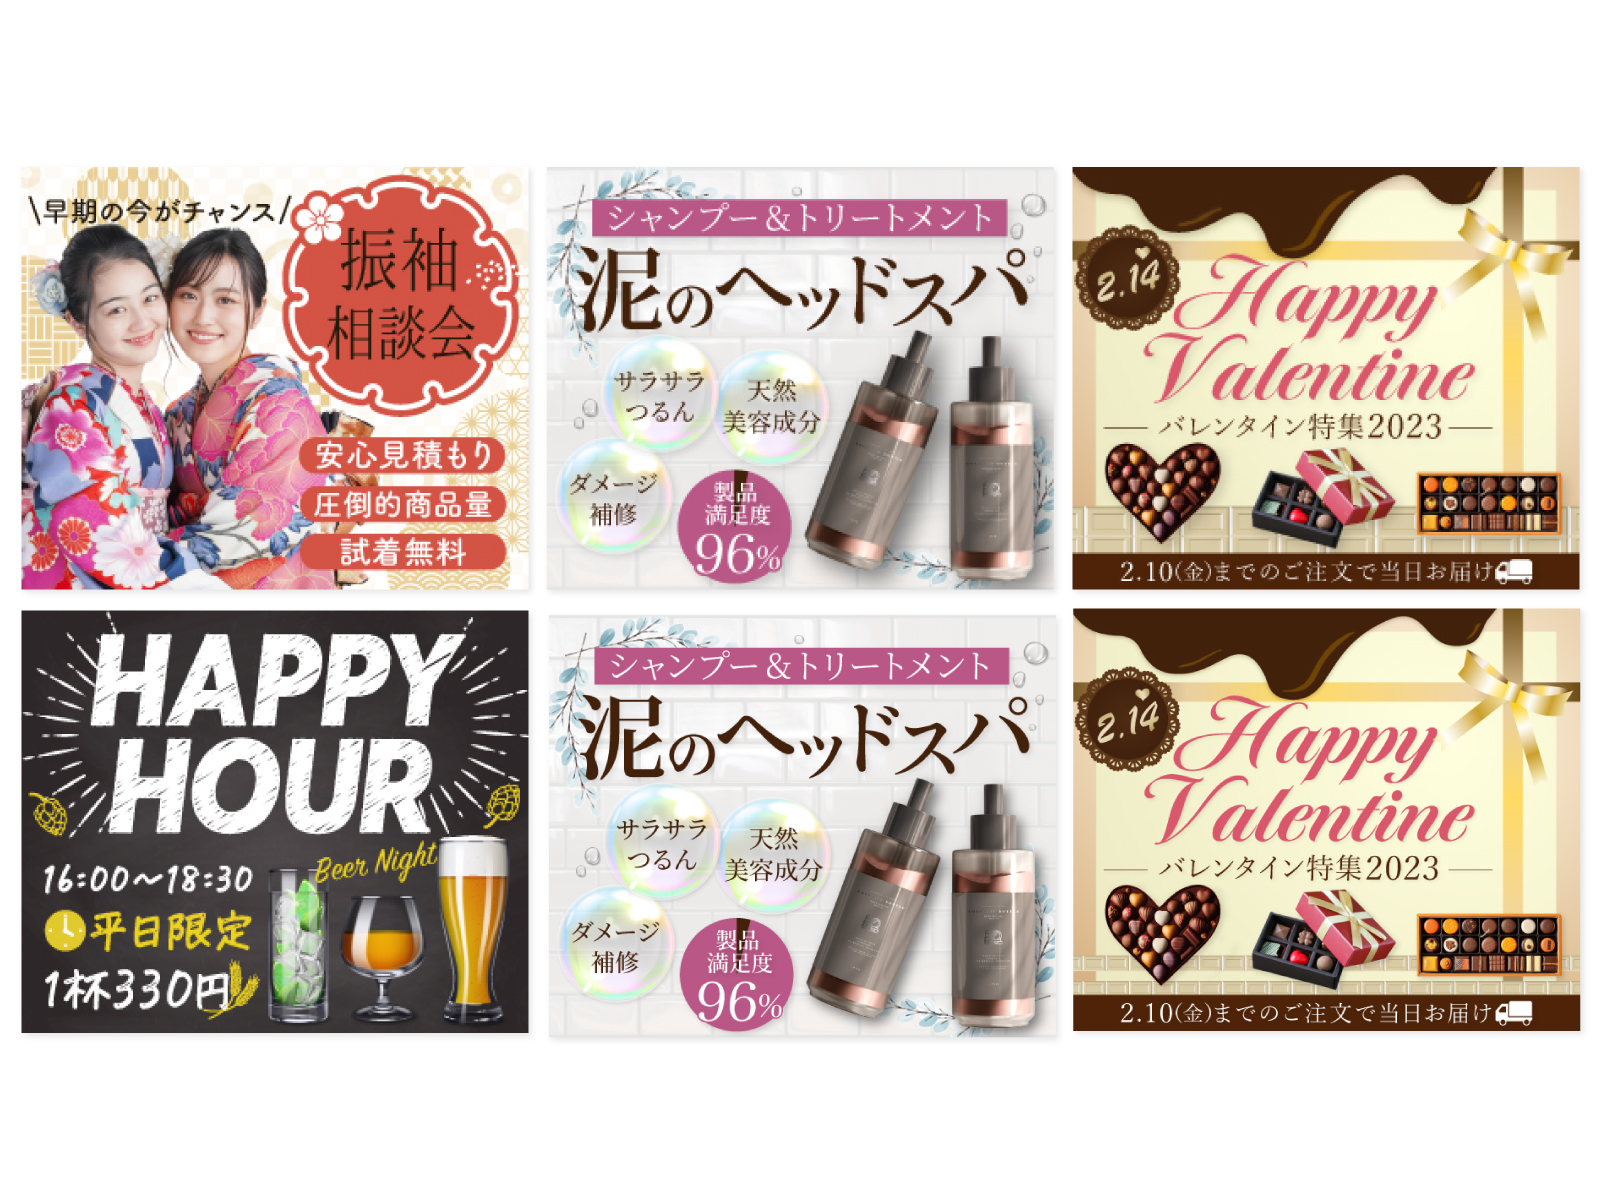 \早期の今がチャンス/
振袖
相談会
安心見積もり
圧倒的商品量
試着無料
シャンプー＆トリートメント
泥のヘッドスパ
サラサラ
つるん
天然
美容成分
ダメージ
補修
製品
満足度
96%
2.14
Happy
Valentine
バレンタイン特集2023
2.10(金)までのご注文で当日お届け
HAPPY
HOUR
16:00〜18:30
Beer Night
平日限定
1杯330円
シャンプー＆トリートメント
泥のヘッドスパ
サラサラ
つるん
天然
美容成分
ダメージ
補修
製品
満足度
96%
2.14
Happy
Valentine
バレンタイン特集2023
2.10(金)までのご注文で当日お届け